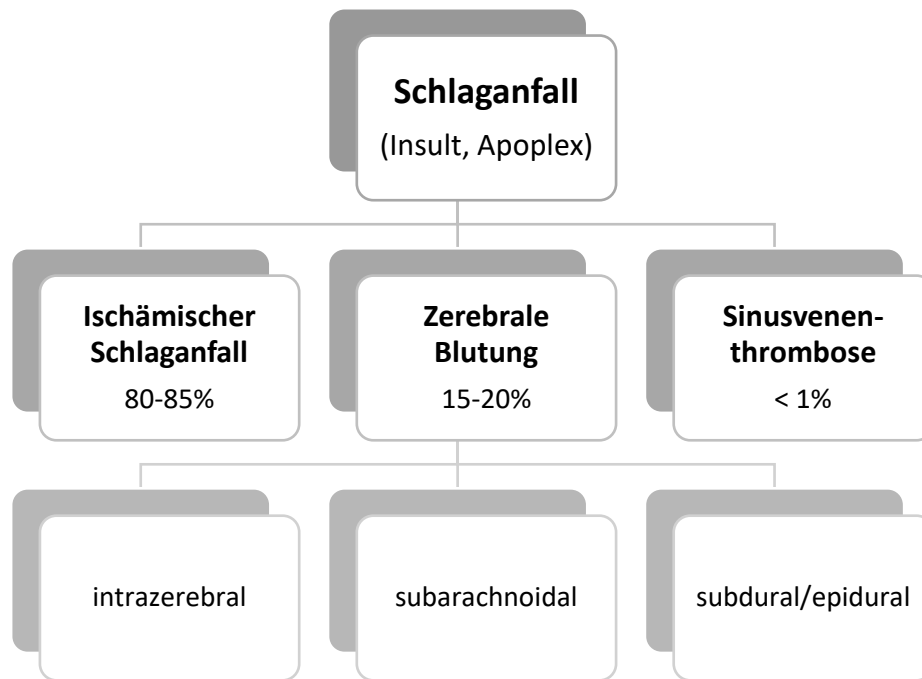 Schlaganfall
(Insult, Apoplex)
Ischämischer
Schlaganfall
80-85%
Zerebrale
Blutung
15-20%
Sinusvenen-
thrombose
< 1%
intrazerebral
subarachnoidal
subdural/epidural